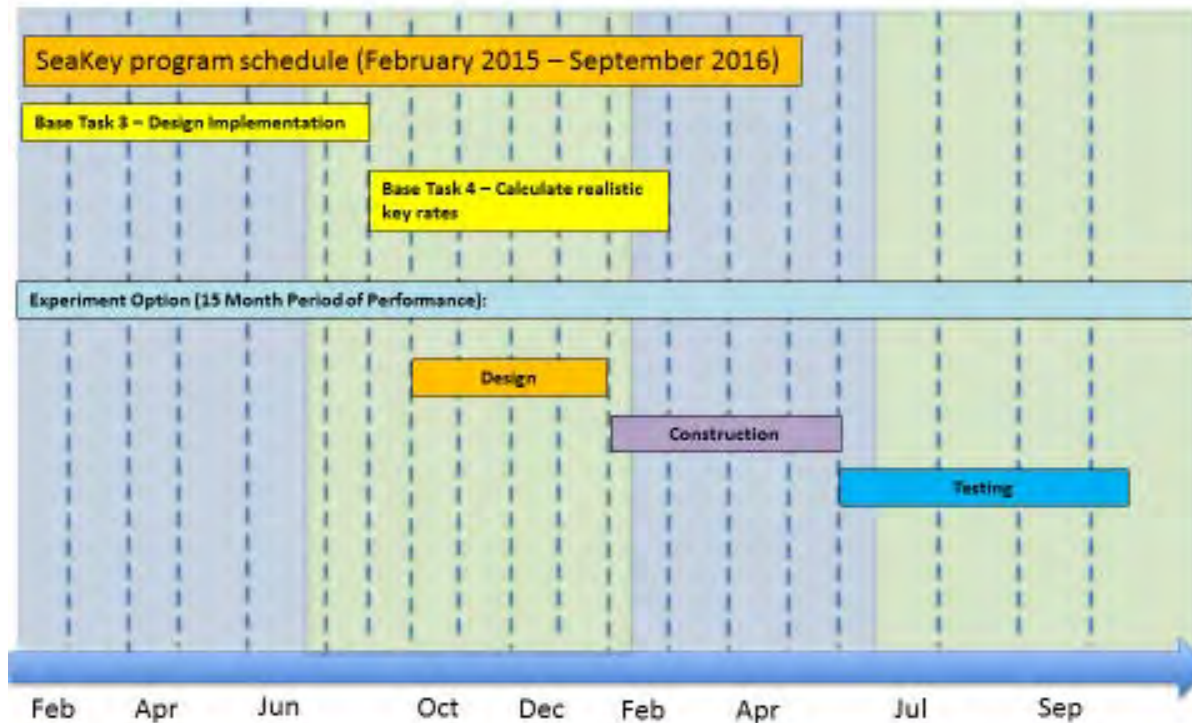 SeaKey program schedule (February 2015 – September 2016)
Base Task 3 – Design Implementation
Base Task 4 – Calculate realistic
key rates
Experiment Option (15 Month Period of Performance):
Design
Construction
Testing
Feb Apr Jun Oct Dec Feb Apr Jul Sep